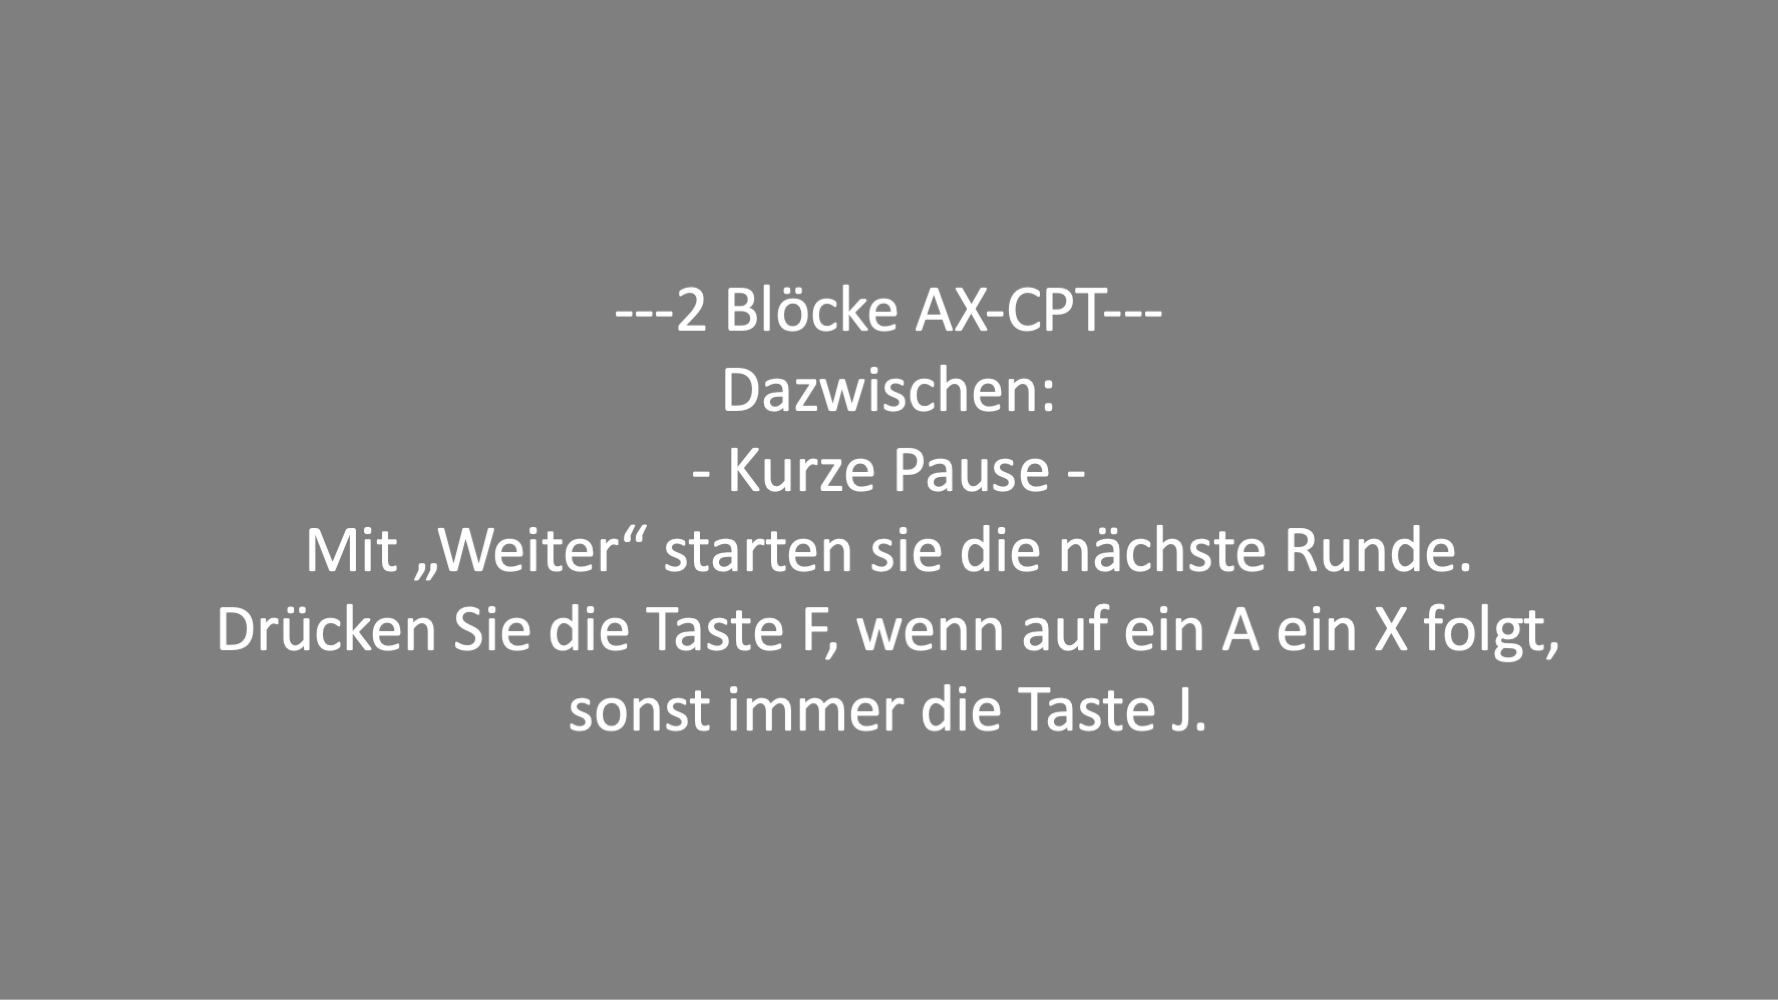 ---2 Blöcke AX-CPT---
Dazwischen:
- Kurze Pause -
Mit „Weiter“ starten sie die nächste Runde.
Drücken Sie die Taste F, wenn auf ein A ein X folgt,
sonst immer die Taste J.